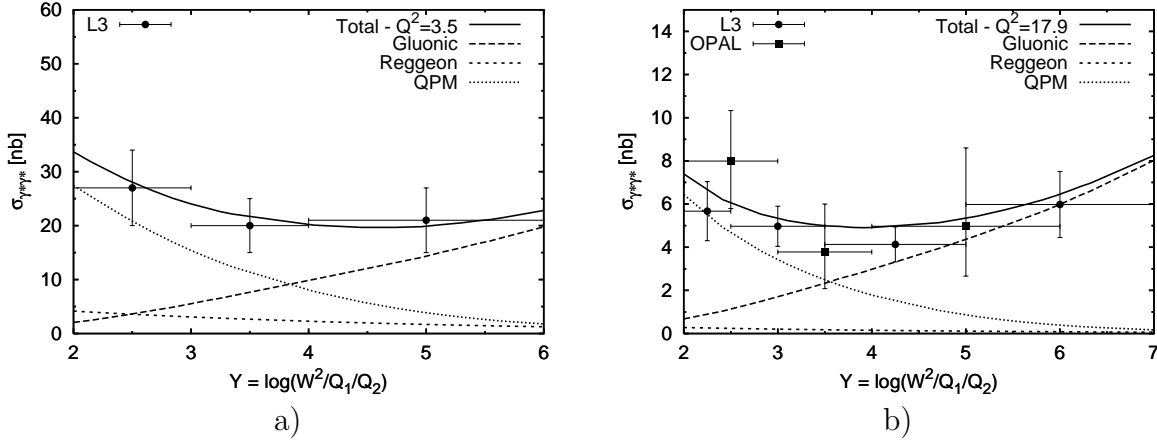 60
50
40
30
20
10
0
σγ*γ* [nb]
L3
Total - Q²=3.5
Gluonic
Reggeon
QPM
2 3 4 5 6
Y = log(W²/Q₁/Q₂)
a)
14
12
10
8
6
4
2
0
σγ*γ* [nb]
L3
OPAL
Total - Q²=17.9
Gluonic
Reggeon
QPM
2 3 4 5 6 7
Y = log(W²/Q₁/Q₂)
b)